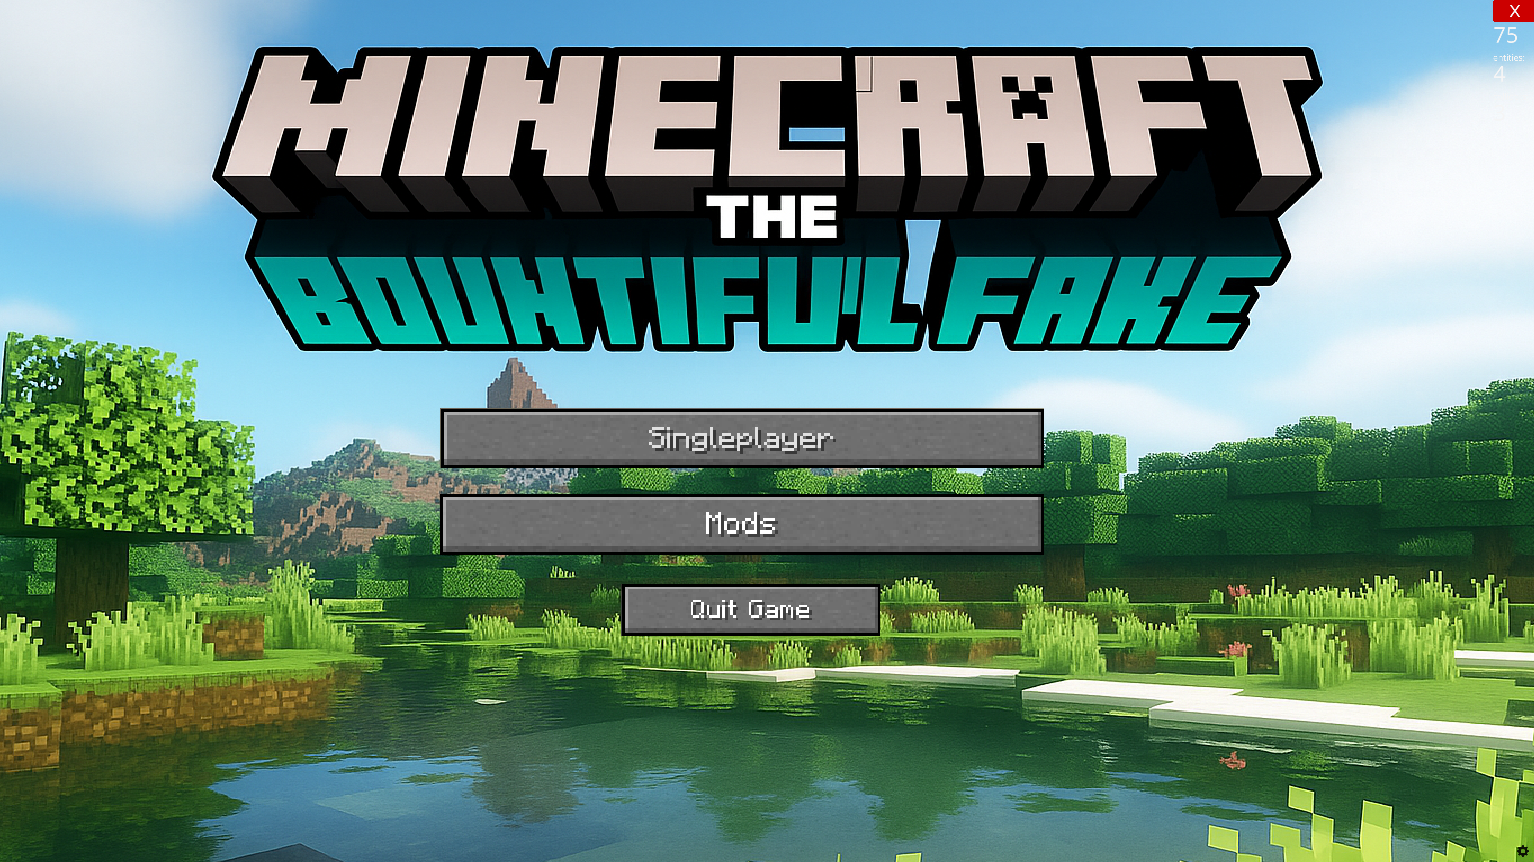 X
75
entities:
4
MINECRAFT
THE
BOUNTIFUL FAKE
Singleplayer
Mods
Quit Game